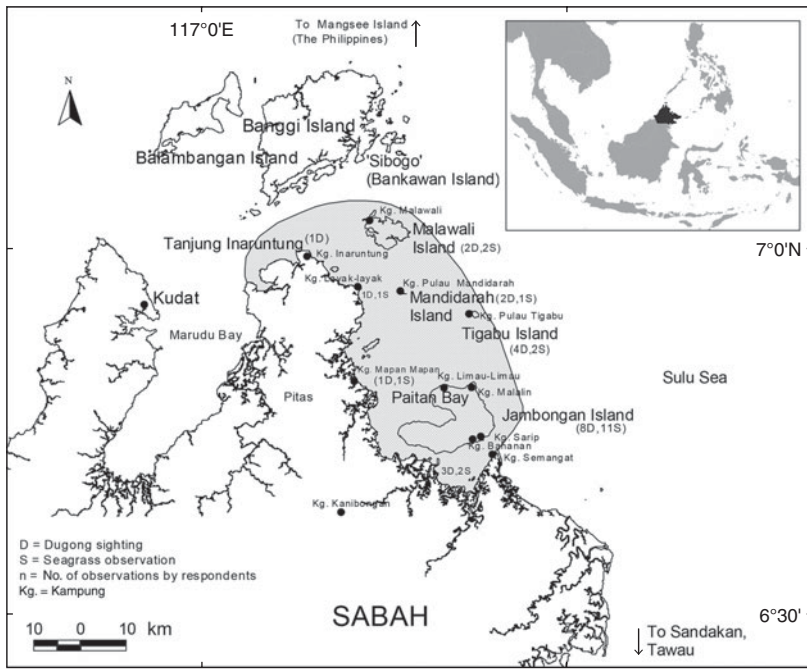 117°0'E
To Mangsee Island
(The Philippines)
N
Banggi Island
Balambangan Island
'Sibogo'
(Bankawan Island)
Kg. Malawali
Malawali
Island (2D,2S)
Tanjung Inaruntung (1D)
Kg. Inaruntung
7°0'N
Kg. Layak-layak
(1D,1S
Kg. Pulau Mandidarah
Mandidarah (2D,1S)
Island
Kudat
Kg. Pulau Tigabu
Tigabu Island
(4D,2S)
Marudu Bay
Kg. Mapan Mapan
(1D,1S)
Kg. Limau-Limau
Kg. Malalin
Sulu Sea
Pitas
Paitan Bay
Jambongan Island
(8D,11S)
Kg. Sarip
Kg. Bahanan
Kg. Semangat
3D,2S
Kg. Kanibongan
D = Dugong sighting
S = Seagrass observation
n = No. of observations by respondents
Kg. = Kampung
SABAH
6°30'
10 0 10 km
To Sandakan,
Tawau